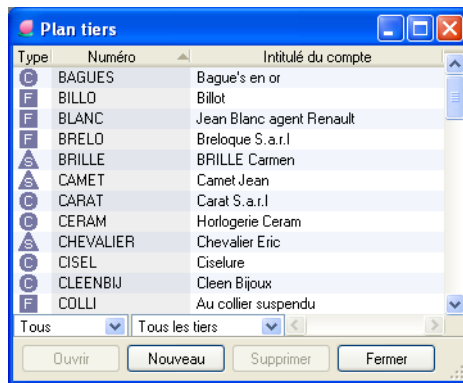 Plan tiers
Type Numéro Intitulé du compte
C BAGUES Bague's en or
F BILLO Billot
F BLANC Jean Blanc agent Renault
F BRELO Breloque S.a.r.l
S BRILLE BRILLE Carmen
S CAMET Camet Jean
C CARAT Carat S.a.r.l
C CERAM Horlogerie Ceram
S CHEVALIER Chevalier Eric
C CISEL Ciselure
C CLEENBIJ Cleen Bijoux
F COLLI Au collier suspendu
Tous Tous les tiers
Ouvrir Nouveau Supprimer Fermer